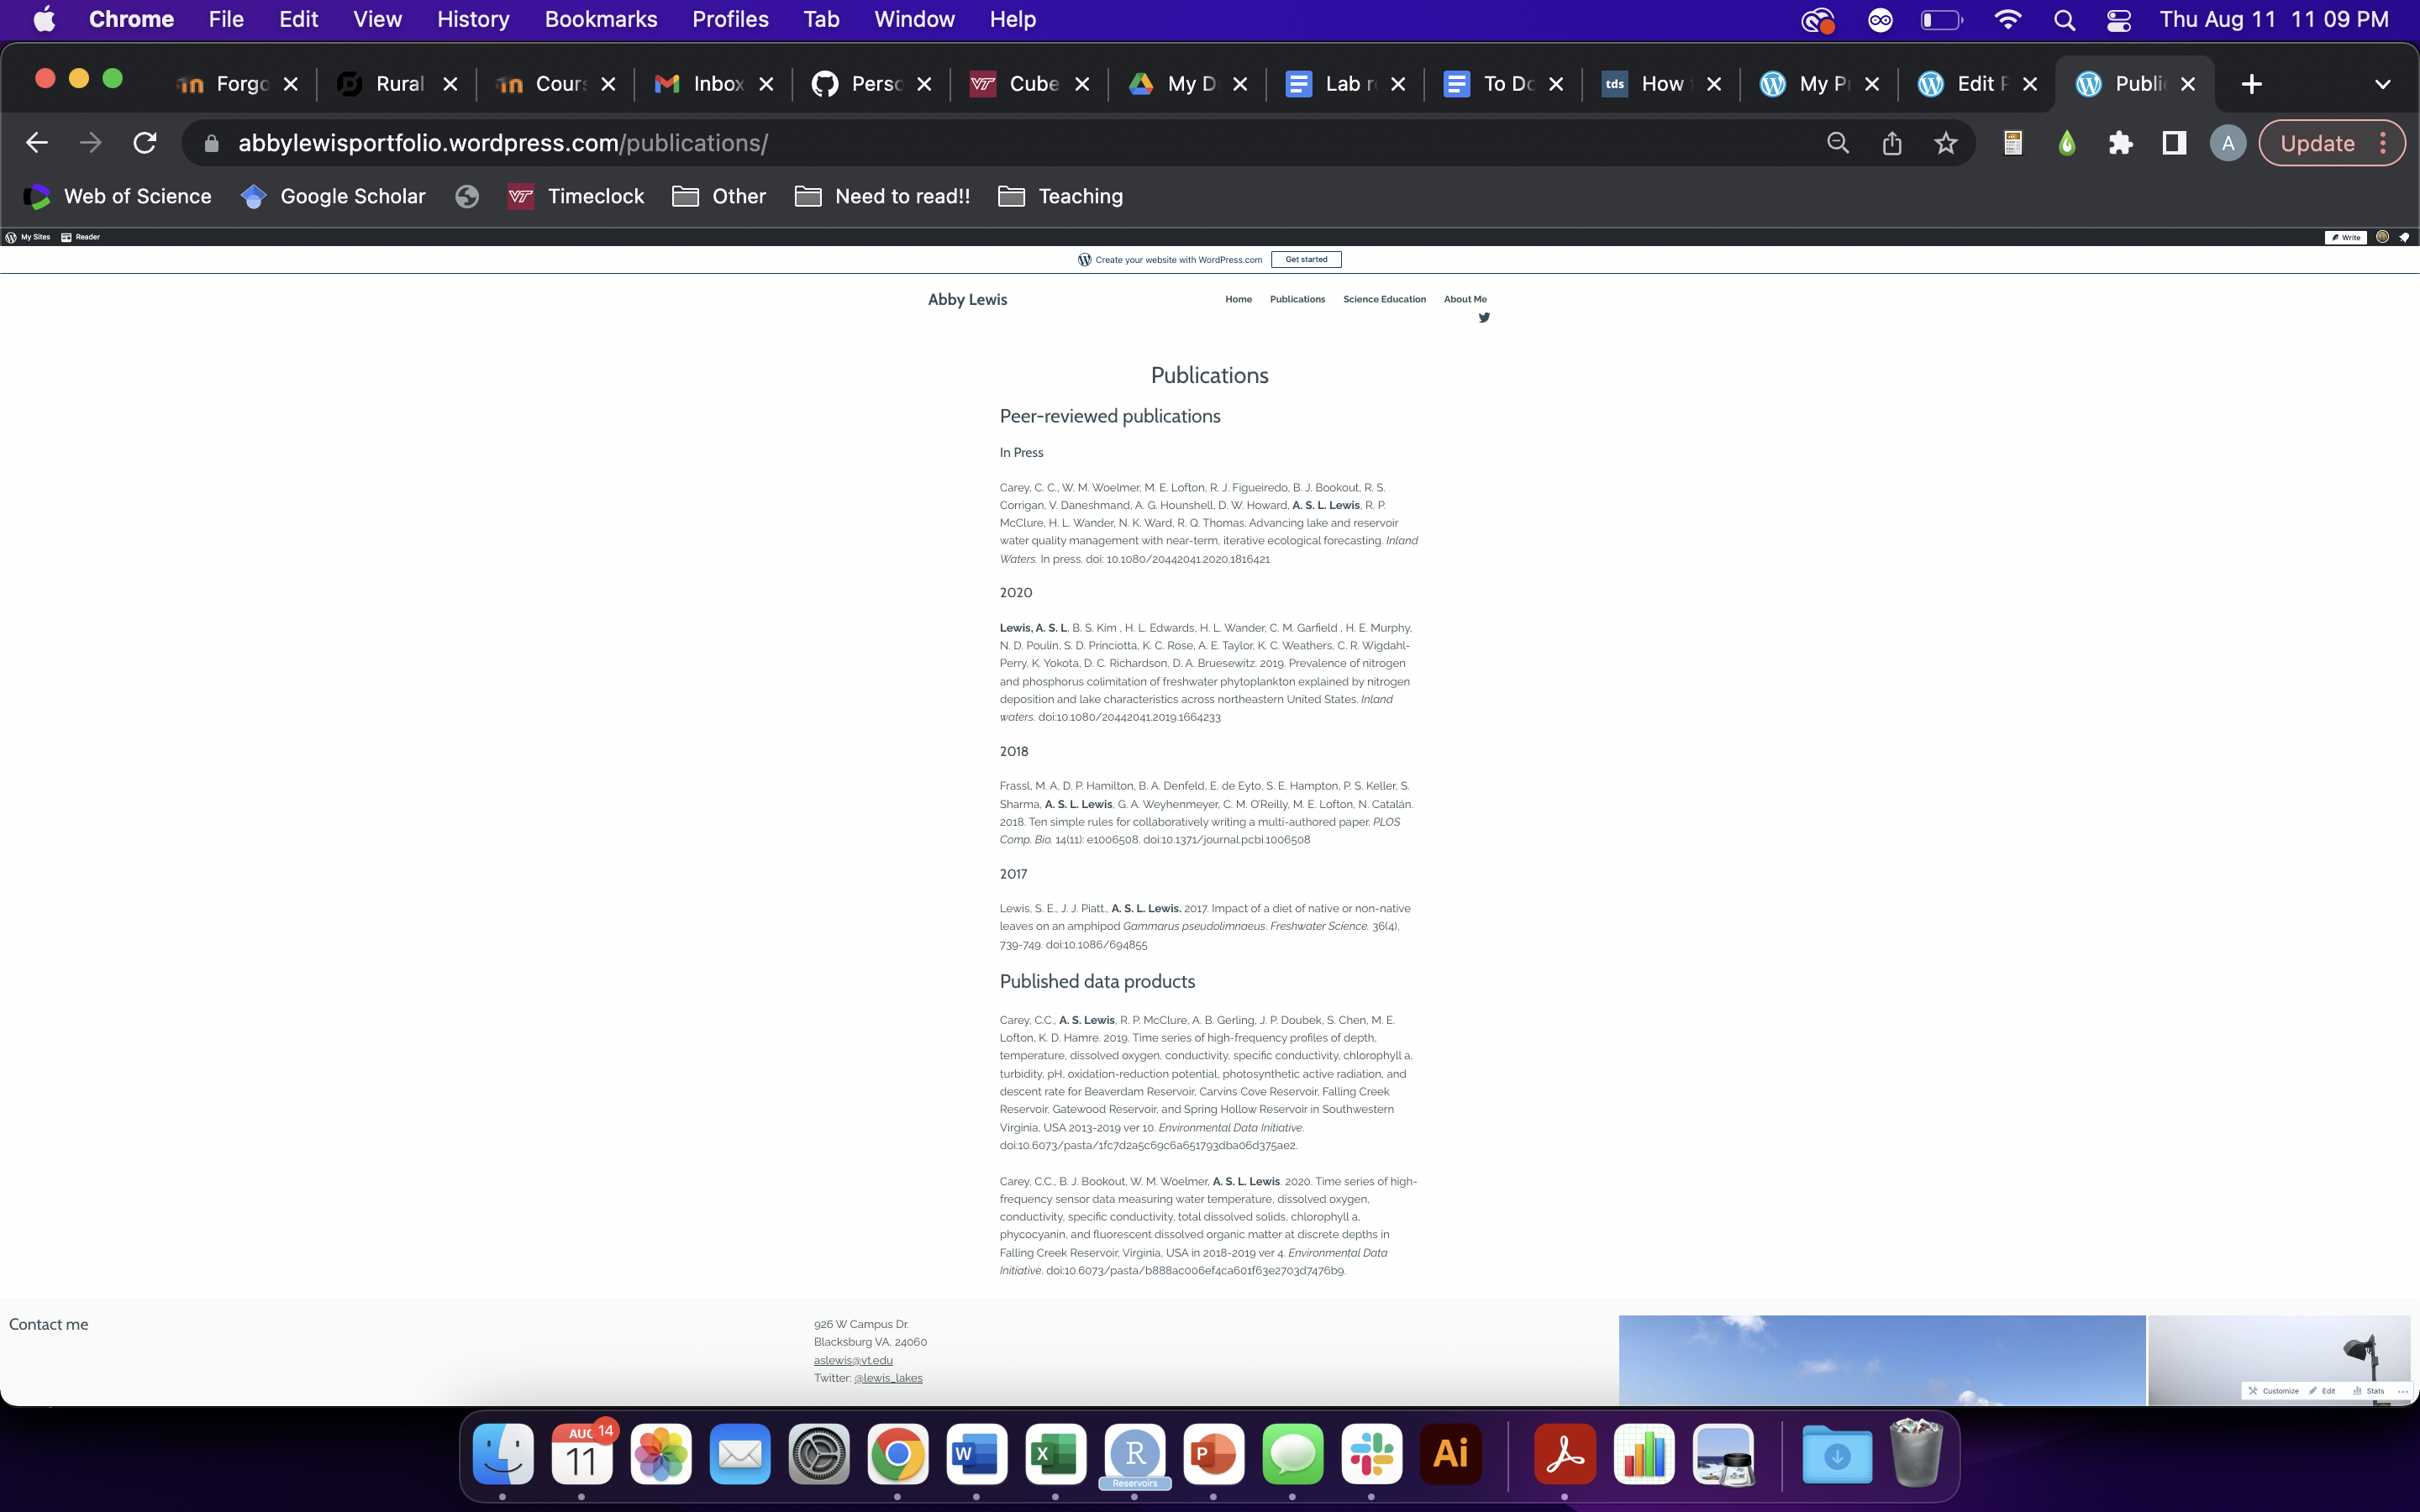 Chrome File Edit View History Bookmarks Profiles Tab Window Help Thu Aug 11 11 09 PM
Forgo Rural Cour Inbox Perso Cube My D Lab r To Do How My P Edit P Publi
abbylewisportfolio.wordpress.com/publications/ A Update
Web of Science Google Scholar Timeclock Other Need to read!! Teaching
My Sites Reader Write
Create your website with WordPress.com Get started
Abby Lewis Home Publications Science Education About Me
Publications
Peer-reviewed publications
In Press
Carey, C. C., W. M. Woelmer, M. E. Lofton, R. J. Figueiredo, B. J. Bookout, R. S.
Corrigan, V. Daneshmand, A. G. Hounshell, D. W. Howard, A. S. L. Lewis, R. P.
McClure, H. L. Wander, N. K. Ward, R. Q. Thomas. Advancing lake and reservoir
water quality management with near-term, iterative ecological forecasting. Inland
Waters. In press. doi: 10.1080/20442041.2020.1816421
2020
Lewis, A. S. L, B. S. Kim , H. L. Edwards, H. L. Wander, C. M. Garfield , H. E. Murphy,
N. D. Poulin, S. D. Princiotta, K. C. Rose, A. E. Taylor, K. C. Weathers, C. R. Wigdahl-
Perry, K. Yokota, D. C. Richardson, D. A. Bruesewitz. 2019. Prevalence of nitrogen
and phosphorus colimitation of freshwater phytoplankton explained by nitrogen
deposition and lake characteristics across northeastern United States. Inland
waters. doi:10.1080/20442041.2019.1664233
2018
Frassl, M. A, D. P. Hamilton, B. A. Denfeld, E. de Eyto, S. E. Hampton, P. S. Keller, S.
Sharma, A. S. L. Lewis, G. A. Weyhenmeyer, C. M. O'Reilly, M. E. Lofton, N. Catalán.
2018. Ten simple rules for collaboratively writing a multi-authored paper. PLOS
Comp. Bio. 14(11): e1006508. doi:10.1371/journal.pcbi.1006508
2017
Lewis, S. E., J. J. Piatt., A. S. L. Lewis. 2017. Impact of a diet of native or non-native
leaves on an amphipod Gammarus pseudolimnaeus. Freshwater Science. 36(4),
739-749. doi:10.1086/694855
Published data products
Carey, C.C., A. S. Lewis, R. P. McClure, A. B. Gerling, J. P. Doubek, S. Chen, M. E.
Lofton, K. D. Hamre. 2019. Time series of high-frequency profiles of depth,
temperature, dissolved oxygen, conductivity, specific conductivity, chlorophyll a,
turbidity, pH, oxidation-reduction potential, photosynthetic active radiation, and
descent rate for Beaverdam Reservoir, Carvins Cove Reservoir, Falling Creek
Reservoir, Gatewood Reservoir, and Spring Hollow Reservoir in Southwestern
Virginia, USA 2013-2019 ver 10. Environmental Data Initiative.
doi:10.6073/pasta/1fc7d2a5c69c6a651793dba06d375ae2.
Carey, C.C., B. J. Bookout, W. M. Woelmer, A. S. L. Lewis. 2020. Time series of high-
frequency sensor data measuring water temperature, dissolved oxygen,
conductivity, specific conductivity, total dissolved solids, chlorophyll a,
phycocyanin, and fluorescent dissolved organic matter at discrete depths in
Falling Creek Reservoir, Virginia, USA in 2018-2019 ver 4. Environmental Data
Initiative. doi:10.6073/pasta/b888ac006ef4ca601f63e2703d7476b9.
Contact me
926 W Campus Dr.
Blacksburg VA, 24060
aslewis@vt.edu
Twitter: @lewis_lakes
Customize Edit Stats
AUG 14
11
W X R P Ai
Reservoirs